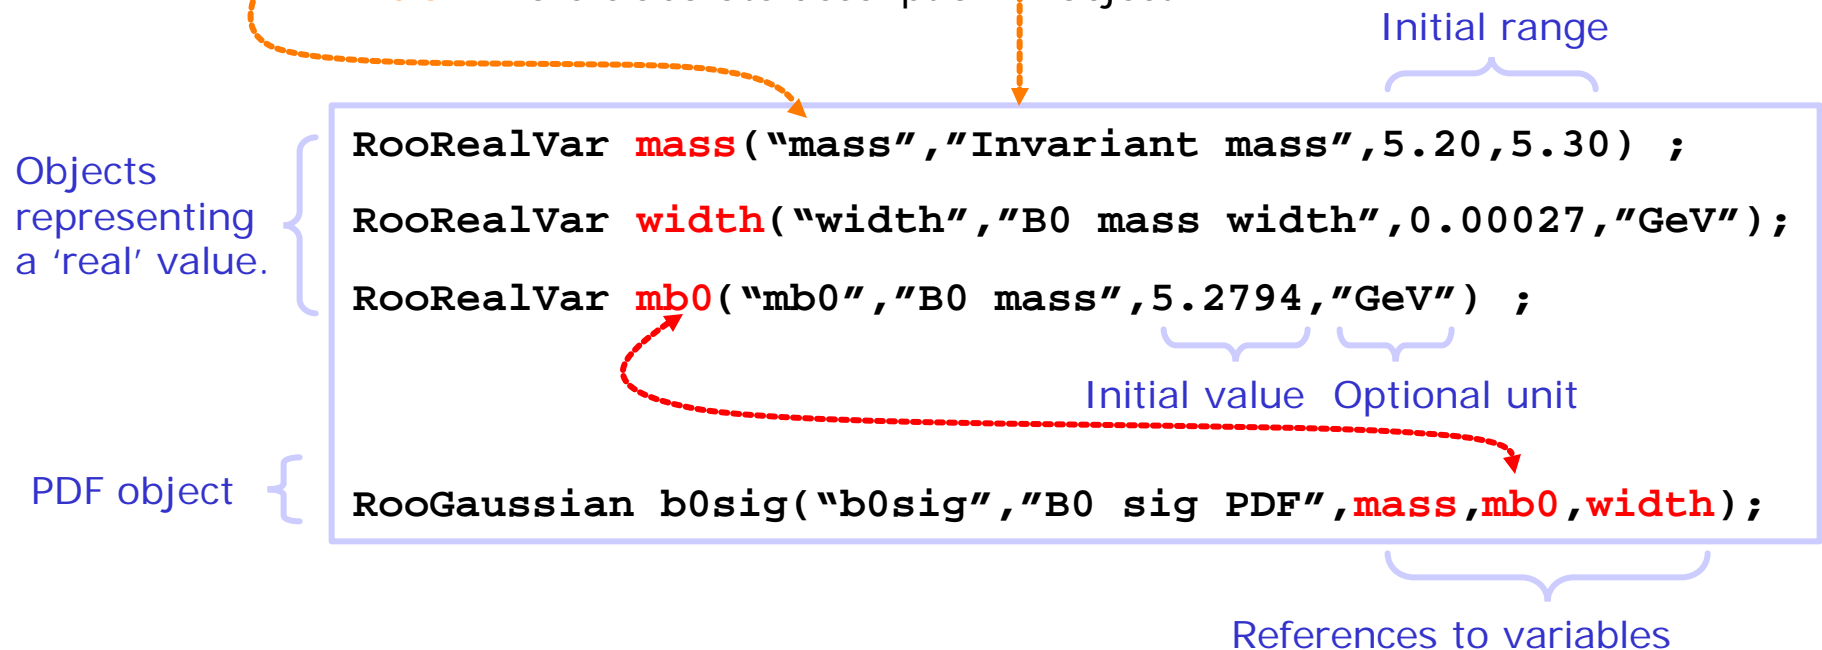 Initial range
RooRealVar mass(“mass”,”Invariant mass”,5.20,5.30) ;
Objects
representing
a ‘real’ value.
RooRealVar width(“width”,”B0 mass width”,0.00027,”GeV”);
RooRealVar mb0(“mb0”,”B0 mass”,5.2794,”GeV”) ;
Initial value Optional unit
PDF object
RooGaussian b0sig(“b0sig”,”B0 sig PDF”,mass,mb0,width);
References to variables